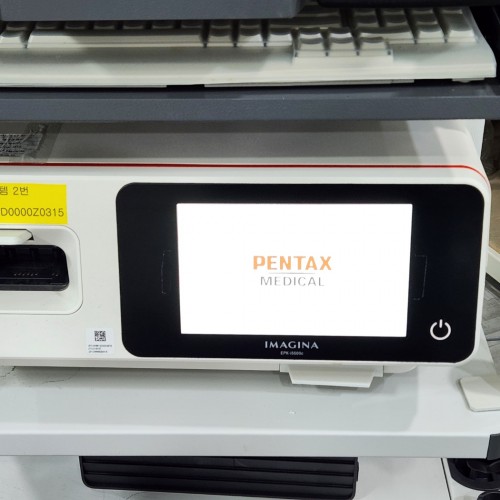 템 2번
D0000Z0315
PENTAX
MEDICAL
IMAGINA